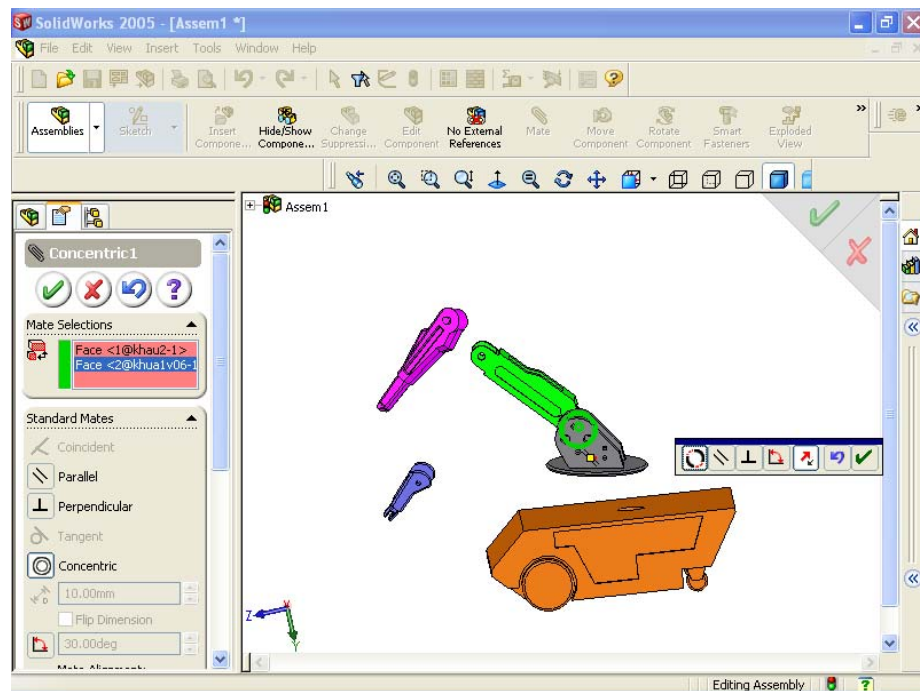 SolidWorks 2005 - [Assem1 *]
File Edit View Insert Tools Window Help
Assemblies
Sketch
Insert Compone...
Hide/Show Compone...
Change Suppressi...
Edit Component
No External References
Mate
Move Component
Rotate Component
Smart Fasteners
Exploded View
Assem1
Concentric1
Mate Selections
Face <1@khau2-1>
Face <2@khua1v06-1
Standard Mates
Coincident
Parallel
Perpendicular
Tangent
Concentric
10.00mm
Flip Dimension
30.00deg
Z
X
Y
Editing Assembly